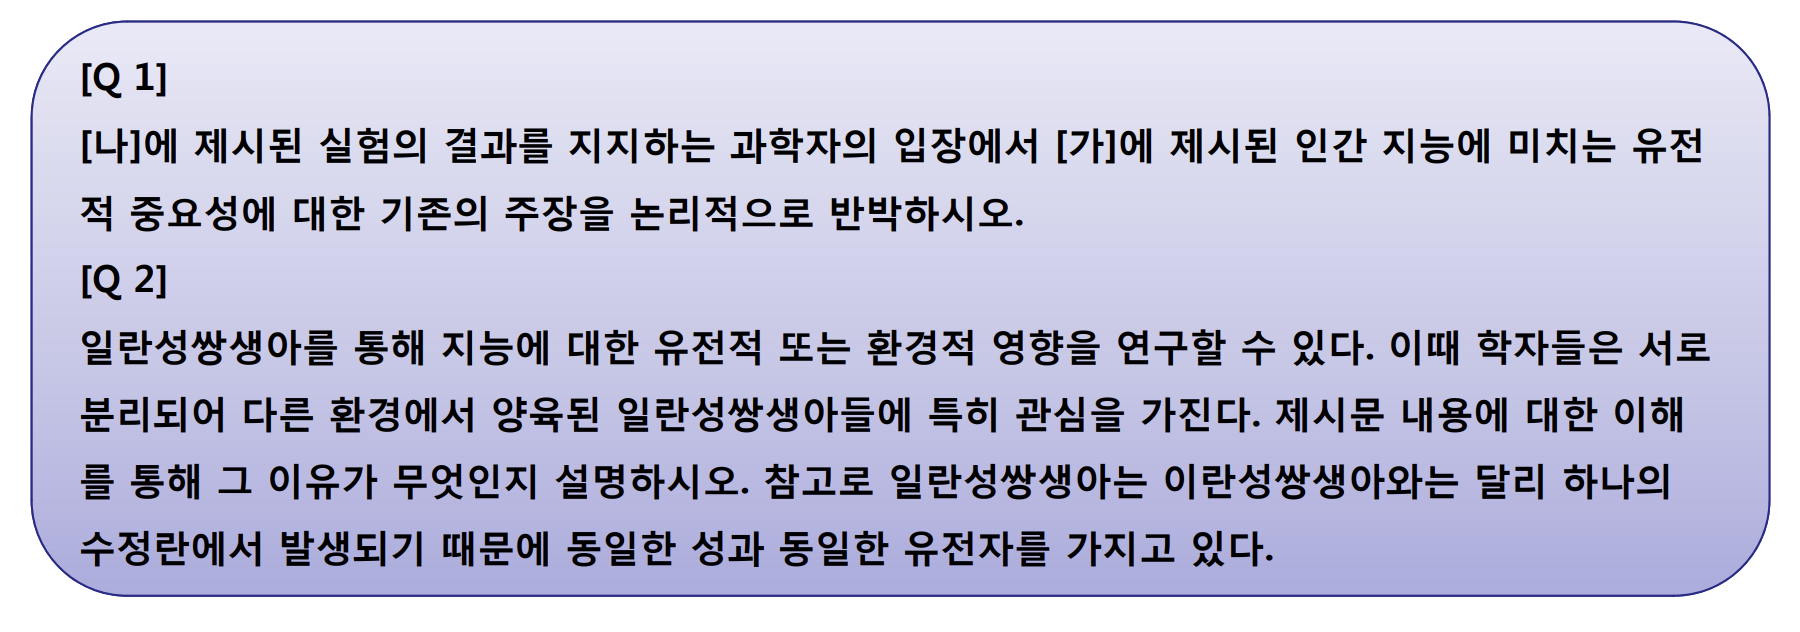 [Q 1]
[나]에 제시된 실험의 결과를 지지하는 과학자의 입장에서 [가]에 제시된 인간 지능에 미치는 유전
적 중요성에 대한 기존의 주장을 논리적으로 반박하시오.
[Q 2]
일란성쌍생아를 통해 지능에 대한 유전적 또는 환경적 영향을 연구할 수 있다. 이때 학자들은 서로
분리되어 다른 환경에서 양육된 일란성쌍생아들에 특히 관심을 가진다. 제시문 내용에 대한 이해
를 통해 그 이유가 무엇인지 설명하시오. 참고로 일란성쌍생아는 이란성쌍생아와는 달리 하나의
수정란에서 발생되기 때문에 동일한 성과 동일한 유전자를 가지고 있다.